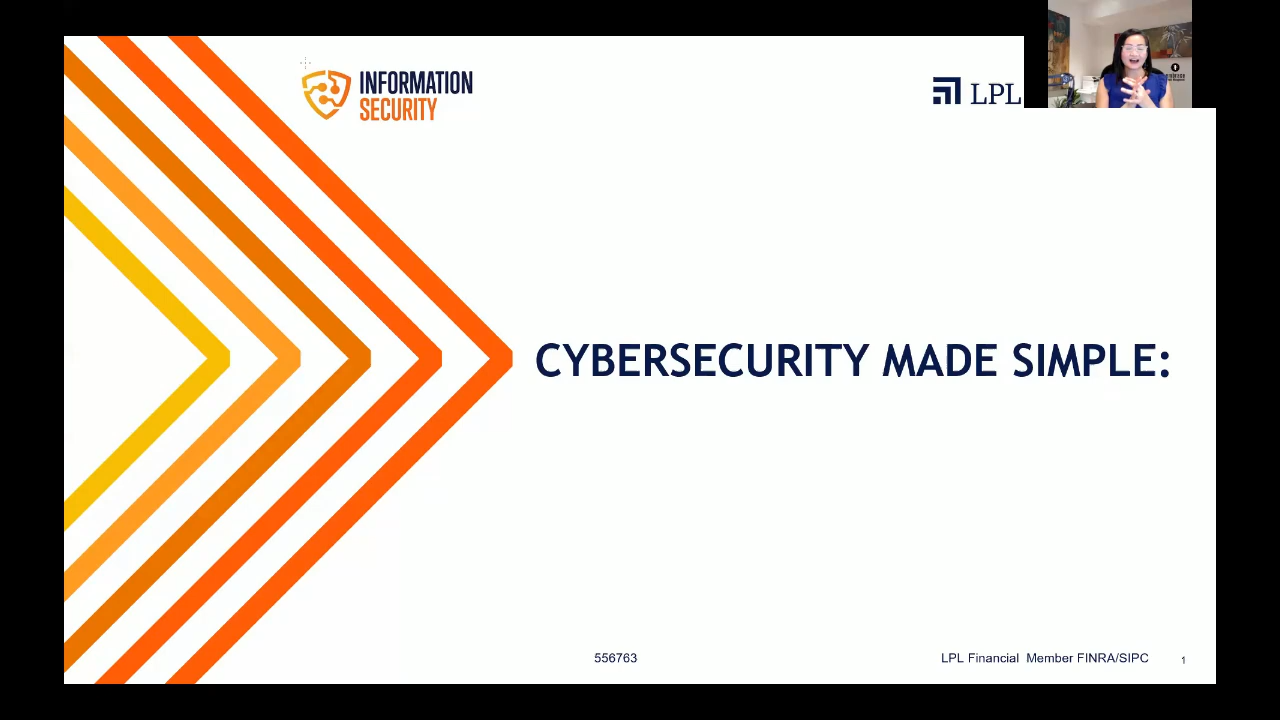 INFORMATION
SECURITY
LPL
CYBERSECURITY MADE SIMPLE:
556763
LPL Financial Member FINRA/SIPC
1